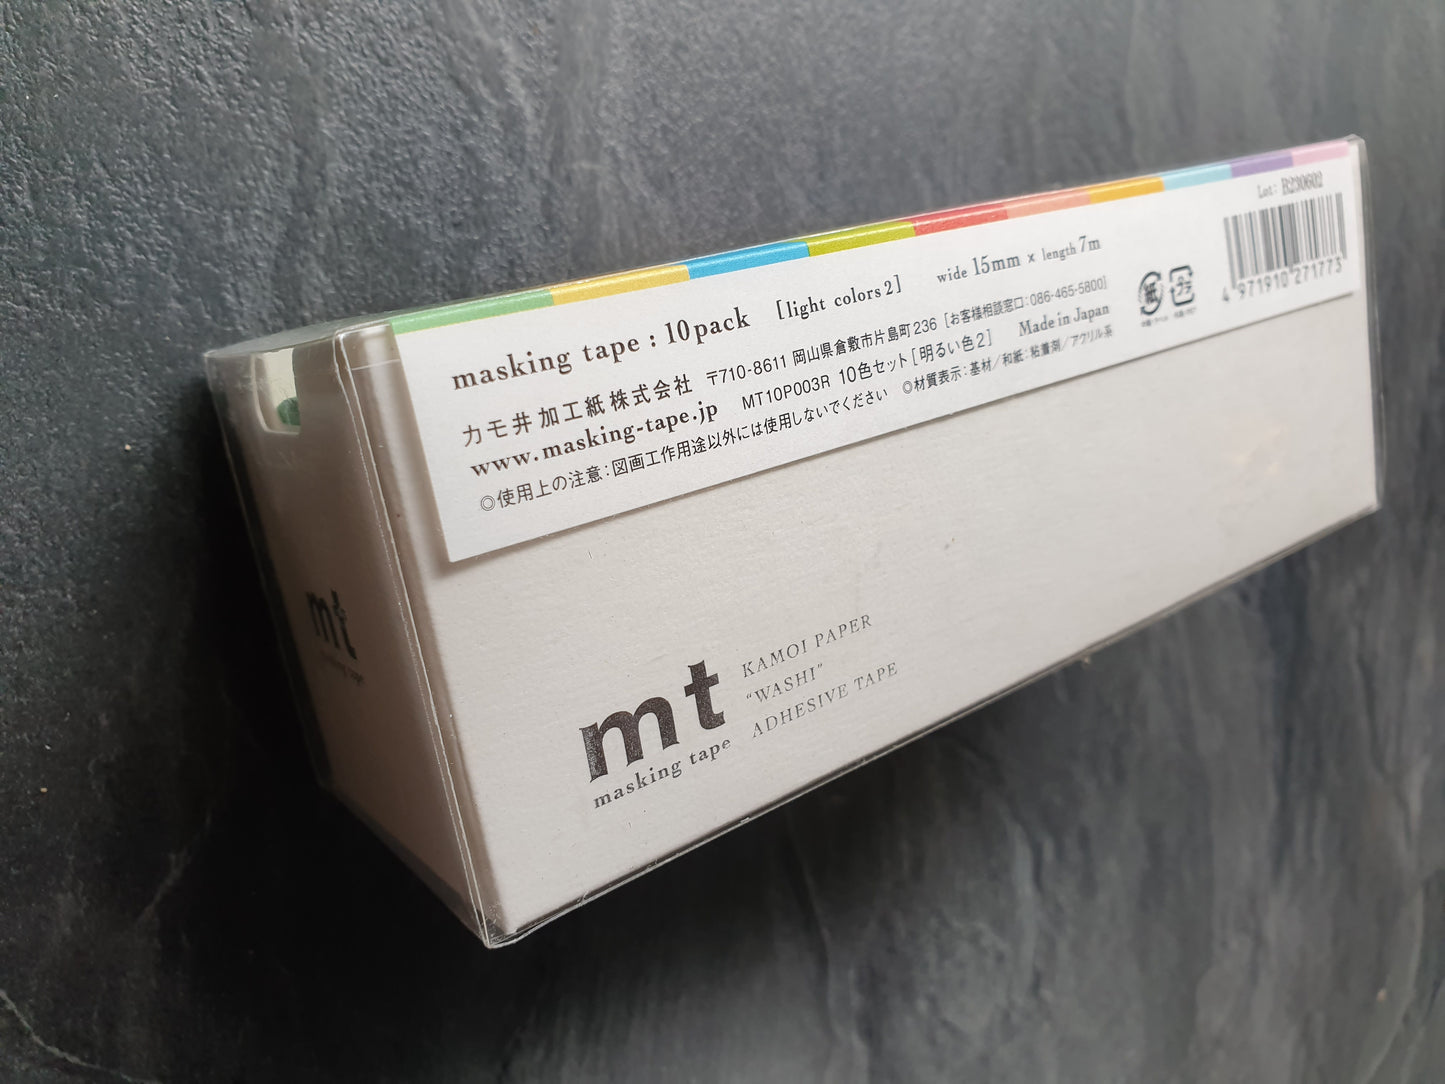 Lot: B230602
masking tape : 10pack [light colors 2] wide 15mm × length 7m
カモ井加工紙株式会社 〒710-8611 岡山県倉敷市片島町236 [お客様相談窓口:086-465-5800]
www.masking-tape.jp MT10P003R 10色セット[明るい色2] Made in Japan
◎使用上の注意:図画工作用途以外には使用しないでください ◎材質表示:基材/和紙:粘着剤/アクリル系
紙 プラ
4 971910 271773
mt
masking tape
KAMOI PAPER
"WASHI"
ADHESIVE TAPE
mt
masking tape